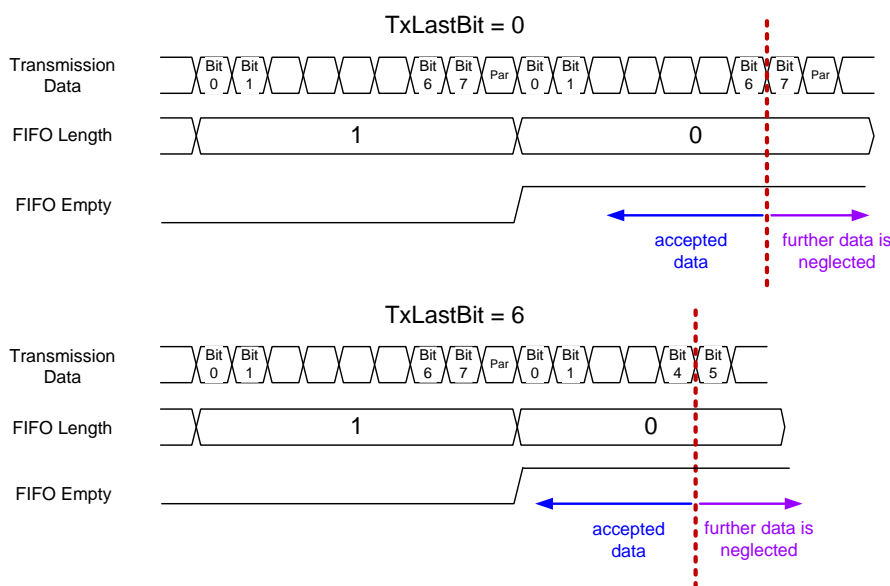 TxLastBit = 0
Transmission
Data
Bit
0
Bit
1
Bit
6
Bit
7
Par
Bit
0
Bit
1
Bit
6
Bit
7
Par
FIFO Length
1
0
FIFO Empty
accepted
data
further data is
neglected
TxLastBit = 6
Transmission
Data
Bit
0
Bit
1
Bit
6
Bit
7
Par
Bit
0
Bit
1
Bit
4
Bit
5
FIFO Length
1
0
FIFO Empty
accepted
data
further data is
neglected